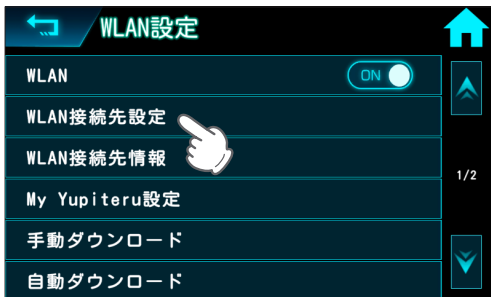 WLAN設定
WLAN ON
WLAN接続先設定
WLAN接続先情報
1/2
My Yupiteru設定
手動ダウンロード
自動ダウンロード